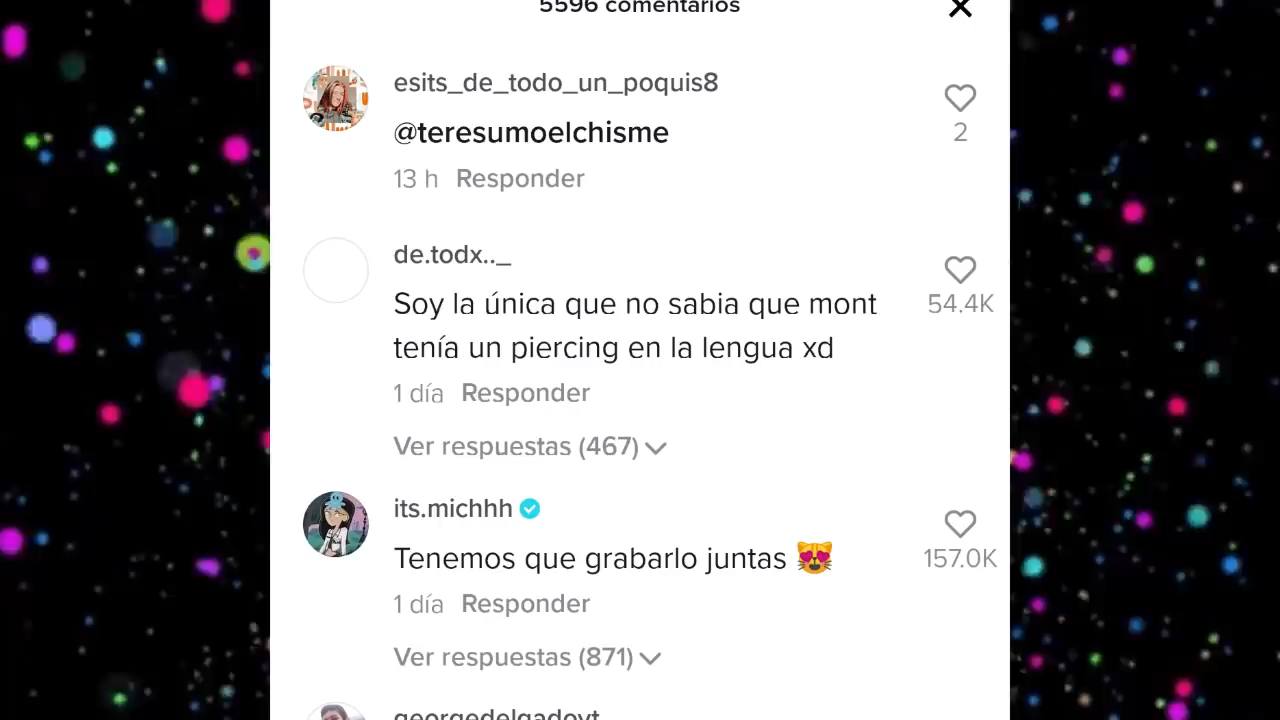 5596 comentarios
esits_de_todo_un_poquis8
@teresumoelchisme
2
13 h Responder
de.todx.._
Soy la única que no sabia que mont
tenía un piercing en la lengua xd
54.4K
1 día Responder
Ver respuestas (467)
its.michhh
Tenemos que grabarlo juntas 😻
157.0K
1 día Responder
Ver respuestas (871)
georgedelgadoyt